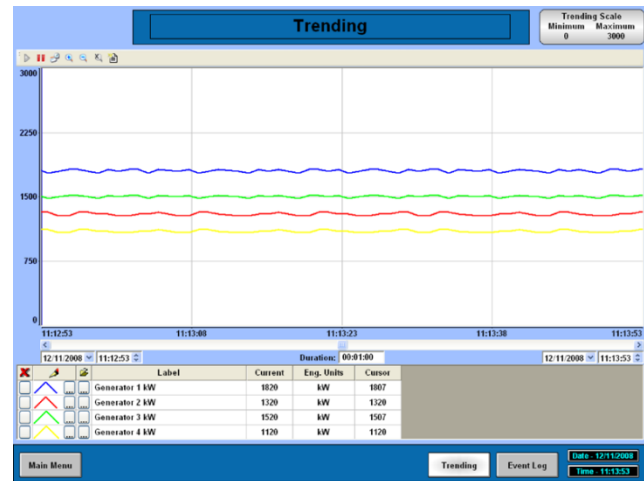 Trending
Trending Scale
Minimum Maximum
0 3000
3000
2250
1500
750
0
11:12:53 11:13:08 11:13:23 11:13:38 11:13:53
12/11/2008 11:12:53 Duration: 00:01:00 12/11/2008 11:13:53
Label Current Eng. Units Cursor
Generator 1 kW 1820 kW 1807
Generator 2 kW 1320 kW 1320
Generator 3 kW 1520 kW 1507
Generator 4 kW 1120 kW 1120
Main Menu Trending Event Log
Date - 12/11/2008
Time - 11:13:53